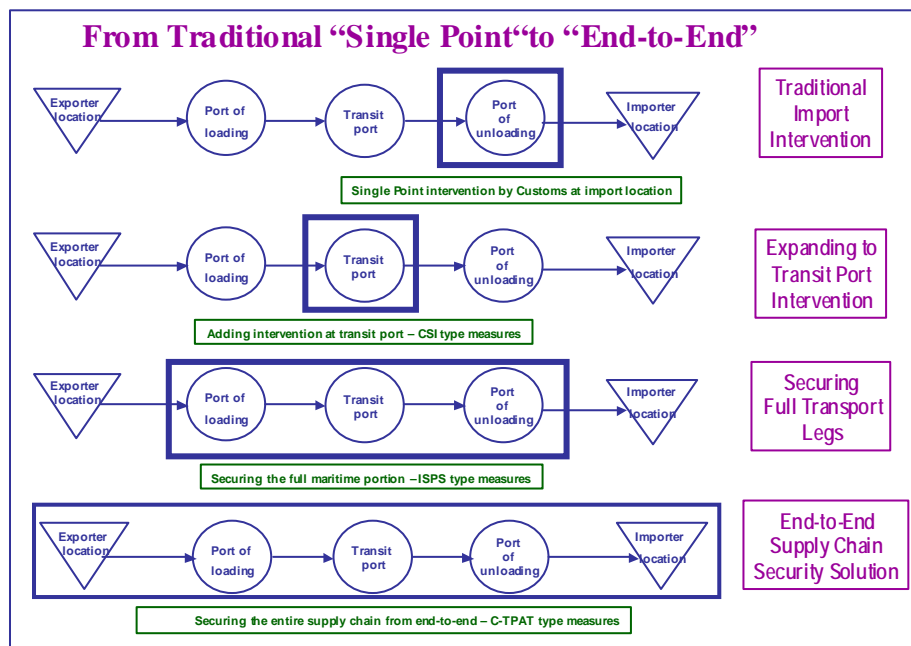 From Traditional “Single Point“to “End-to-End”
Exporter
location
Port of
loading
Transit
port
Port
of
unloading
Importer
location
Traditional
Import
Intervention
Single Point intervention by Customs at import location
Exporter
location
Port of
loading
Transit
port
Port
of
unloading
Importer
location
Expanding to
Transit Port
Intervention
Adding intervention at transit port – CSI type measures
Exporter
location
Port of
loading
Transit
port
Port
of
unloading
Importer
location
Securing
Full Transport
Legs
Securing the full maritime portion – ISPS type measures
Exporter
location
Port of
loading
Transit
port
Port
of
unloading
Importer
location
End-to-End
Supply Chain
Security Solution
Securing the entire supply chain from end-to-end – C-TPAT type measures